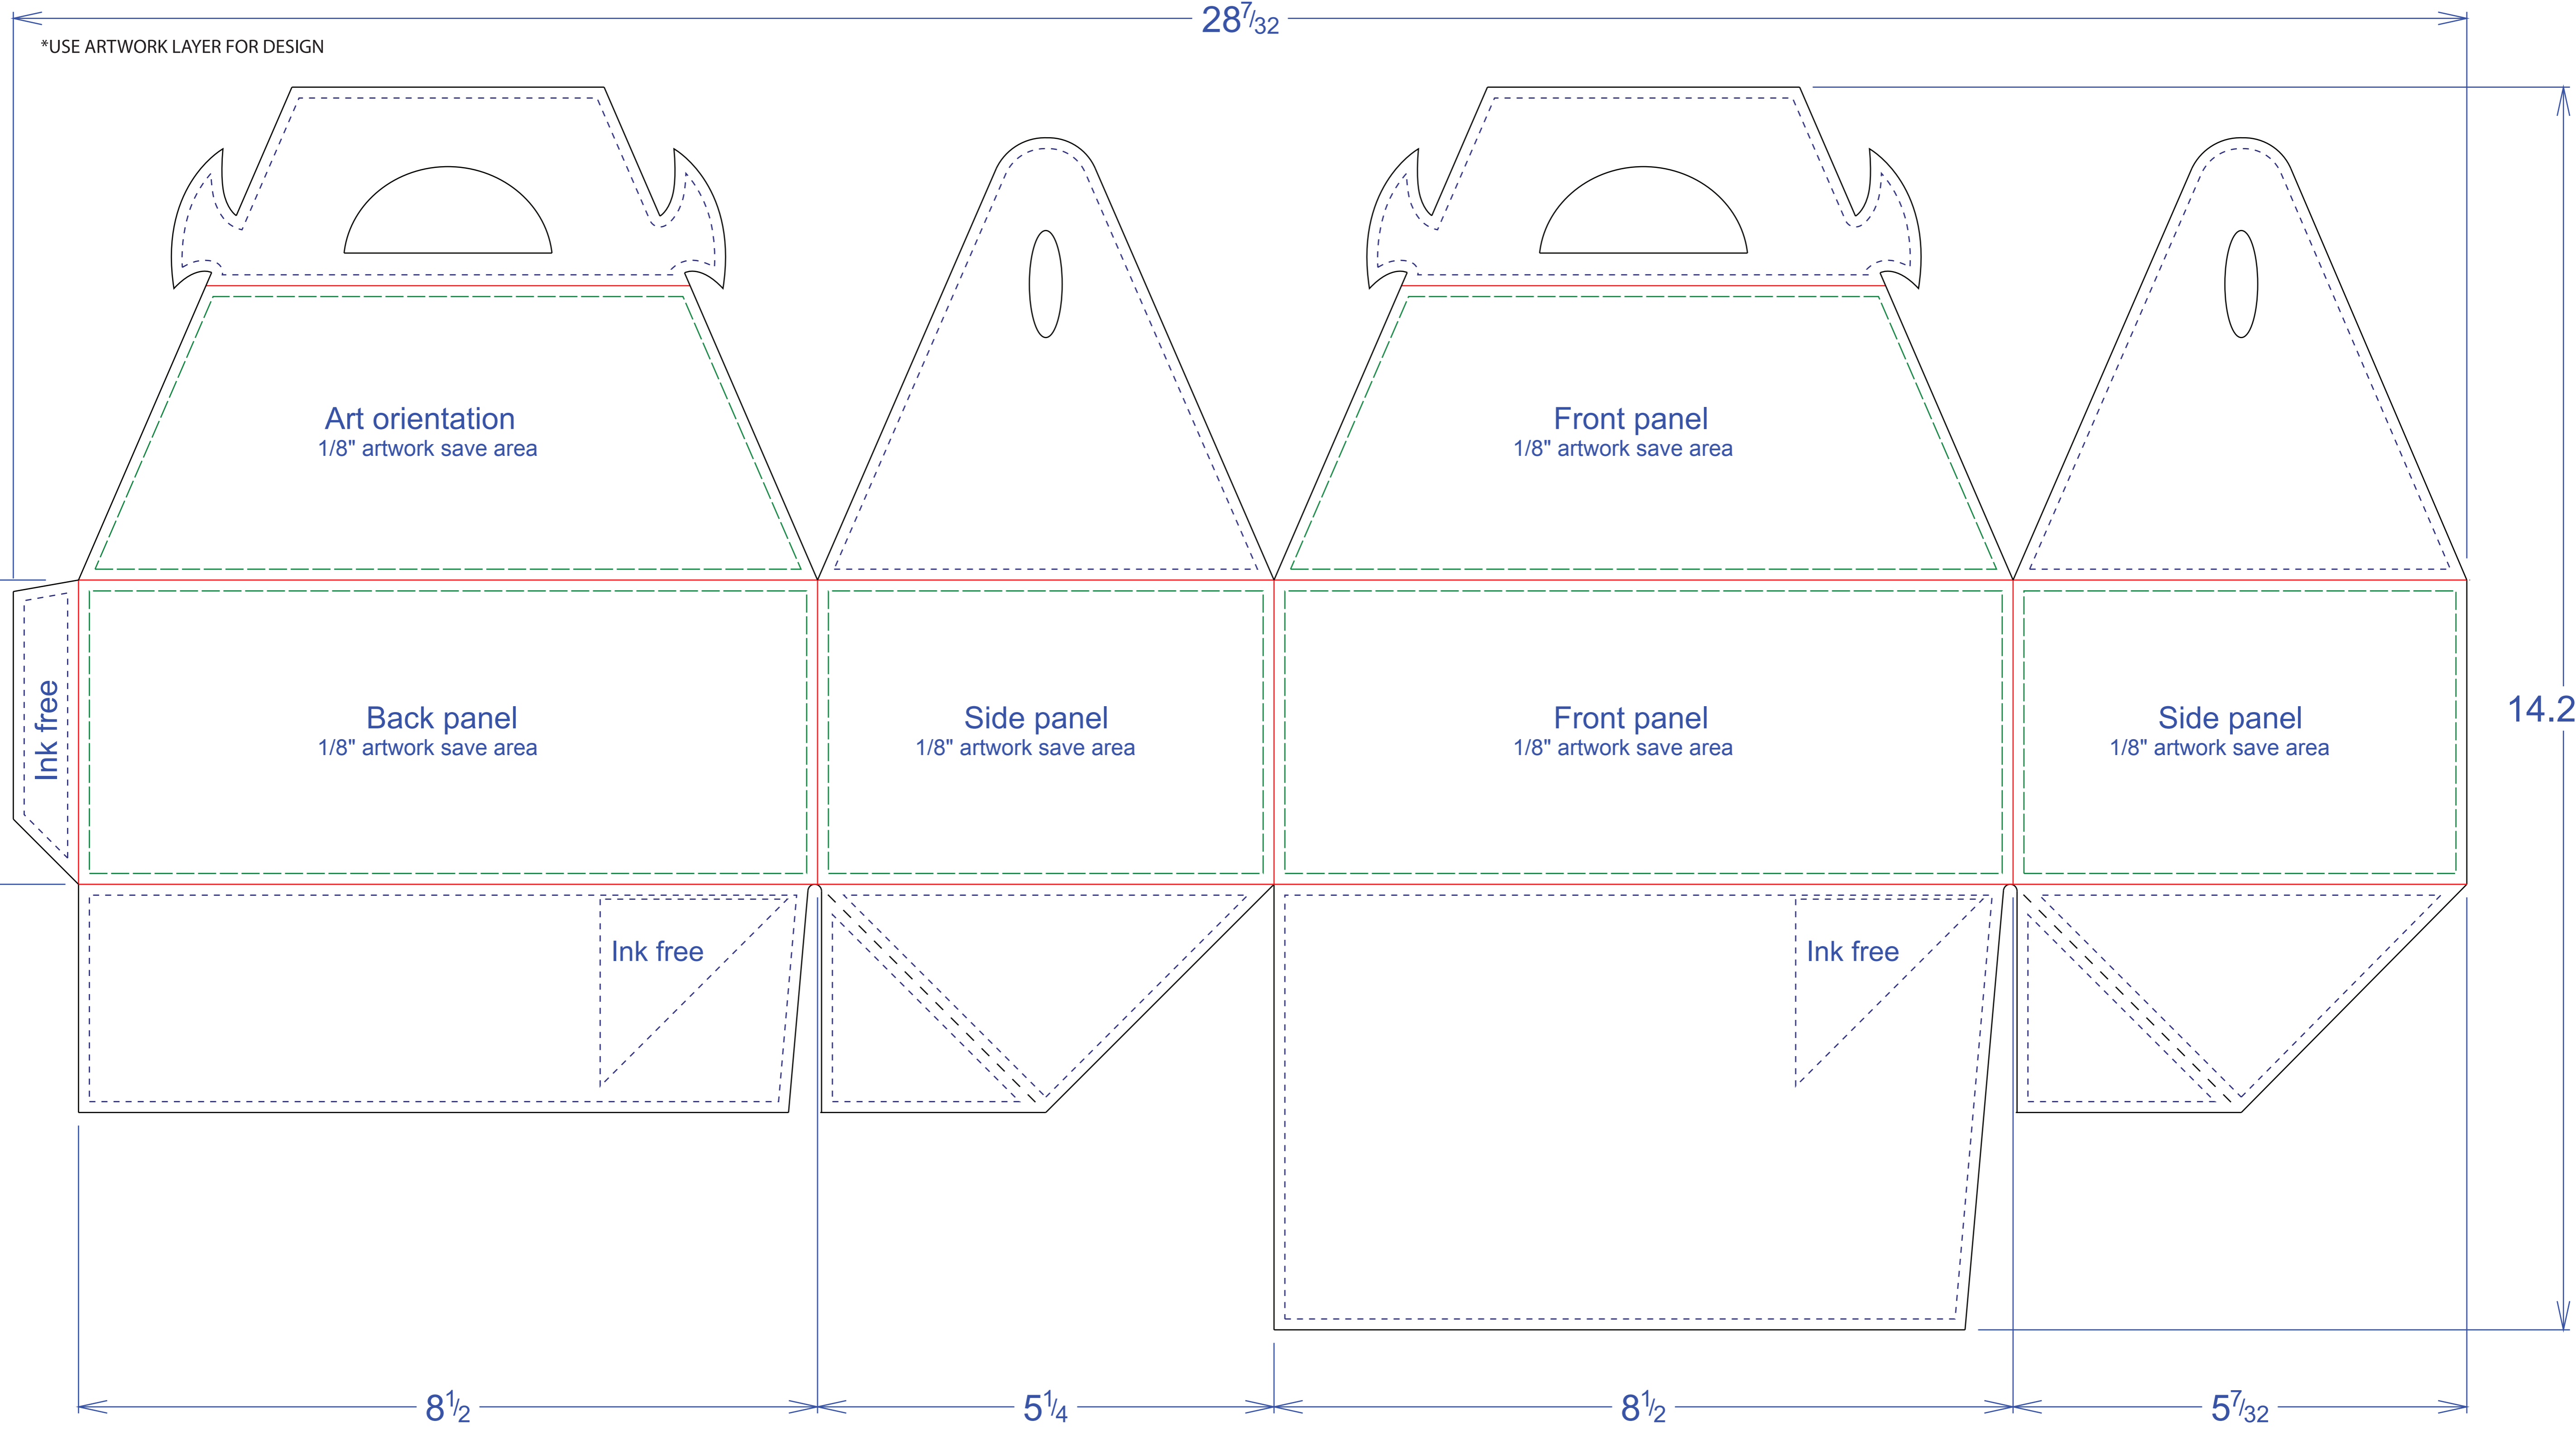 28 7/32
*USE ARTWORK LAYER FOR DESIGN
Art orientation
1/8" artwork save area
Front panel
1/8" artwork save area
Ink free
Back panel
1/8" artwork save area
Side panel
1/8" artwork save area
Front panel
1/8" artwork save area
Side panel
1/8" artwork save area
14.2
Ink free
Ink free
8 1/2
5 1/4
8 1/2
5 7/32